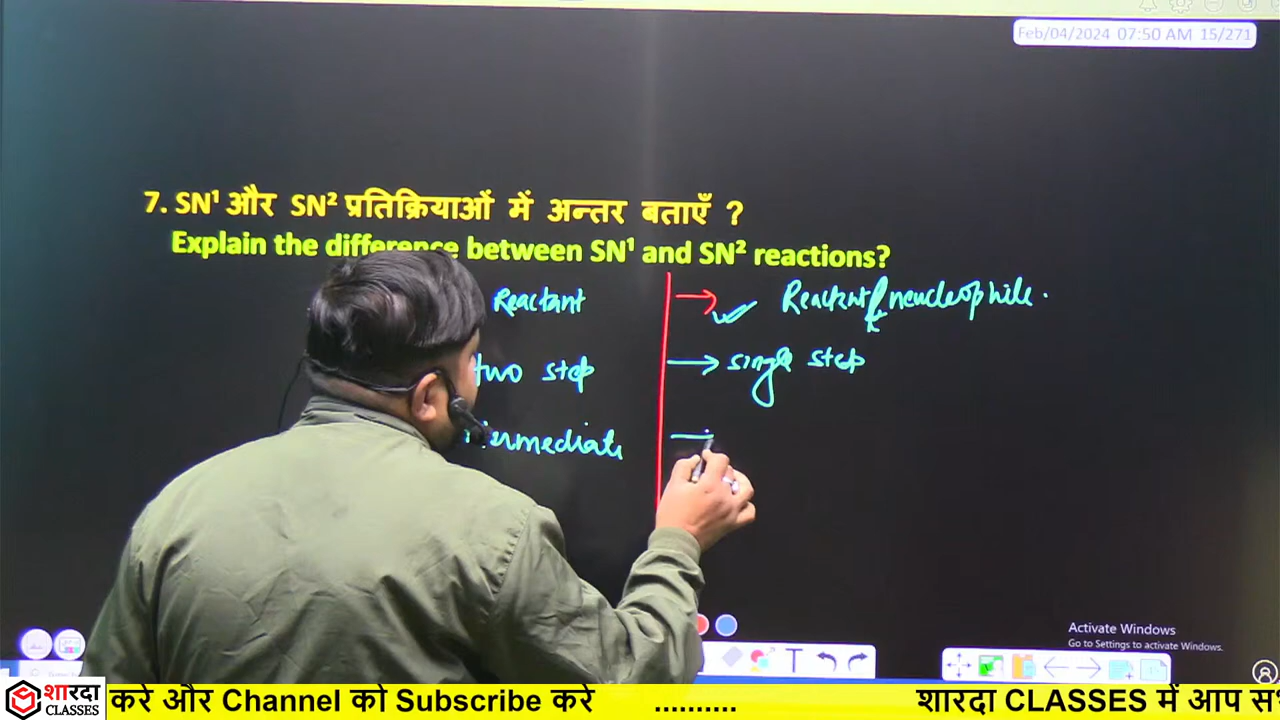 Feb/04/2024 07:50 AM 15/271
7. SN¹ और SN² प्रतिक्रियाओं में अन्तर बताएँ ?
Explain the difference between SN¹ and SN² reactions?
Reactant → Reactant & neucleophile.
two step → single step
Activate Windows
Go to Settings to activate Windows.
शारदा CLASSES करे और Channel को Subscribe करे .......... शारदा CLASSES में आप